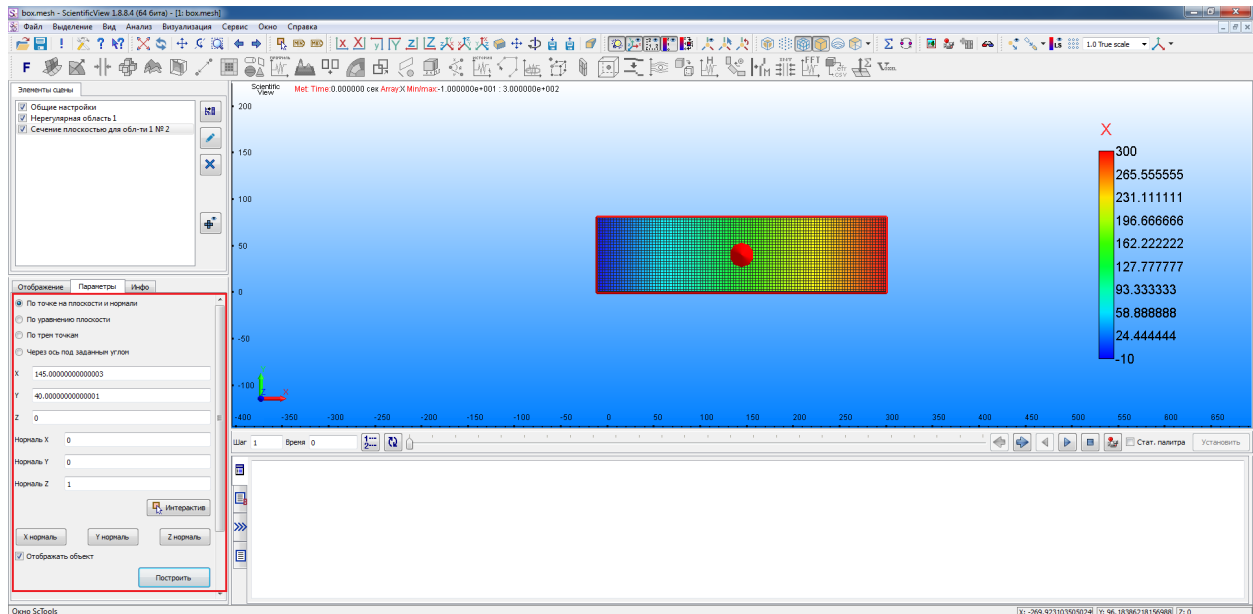 box.mesh - ScientificView 1.8.8.4 (64 бита) - [1: box.mesh]
Файл Выделение Вид Анализ Визуализация Сервис Окно Справка
1.0 True scale
Элементы сцены
Общие настройки
Нерегулярная область 1
Сечение плоскостью для обл-ти 1 № 2
Отображение Параметры Инфо
По точке на плоскости и нормали
По уравнению плоскости
По трем точкам
Через ось под заданным углом
X 145.00000000000003
Y 40.00000000000001
Z 0
Нормаль X 0
Нормаль Y 0
Нормаль Z 1
Интерактив
X нормаль Y нормаль Z нормаль
Отображать объект
Построить
Scientific View Met: Time:0.000000 сек Array:X Min/max:-1.000000e+001 : 3.000000e+002
200
150
100
50
0
-50
-100
X
300
265.555555
231.111111
196.666666
162.222222
127.777777
93.333333
58.888888
24.444444
-10
Z X
-400 -350 -300 -250 -200 -150 -100 -50 0 50 100 150 200 250 300 350 400 450 500 550 600 650
Шаг 1 Время 0 Стат. палитра Установить
Окно ScTools X: -269.923103505024 Y: 96.18386218156988 Z: 0